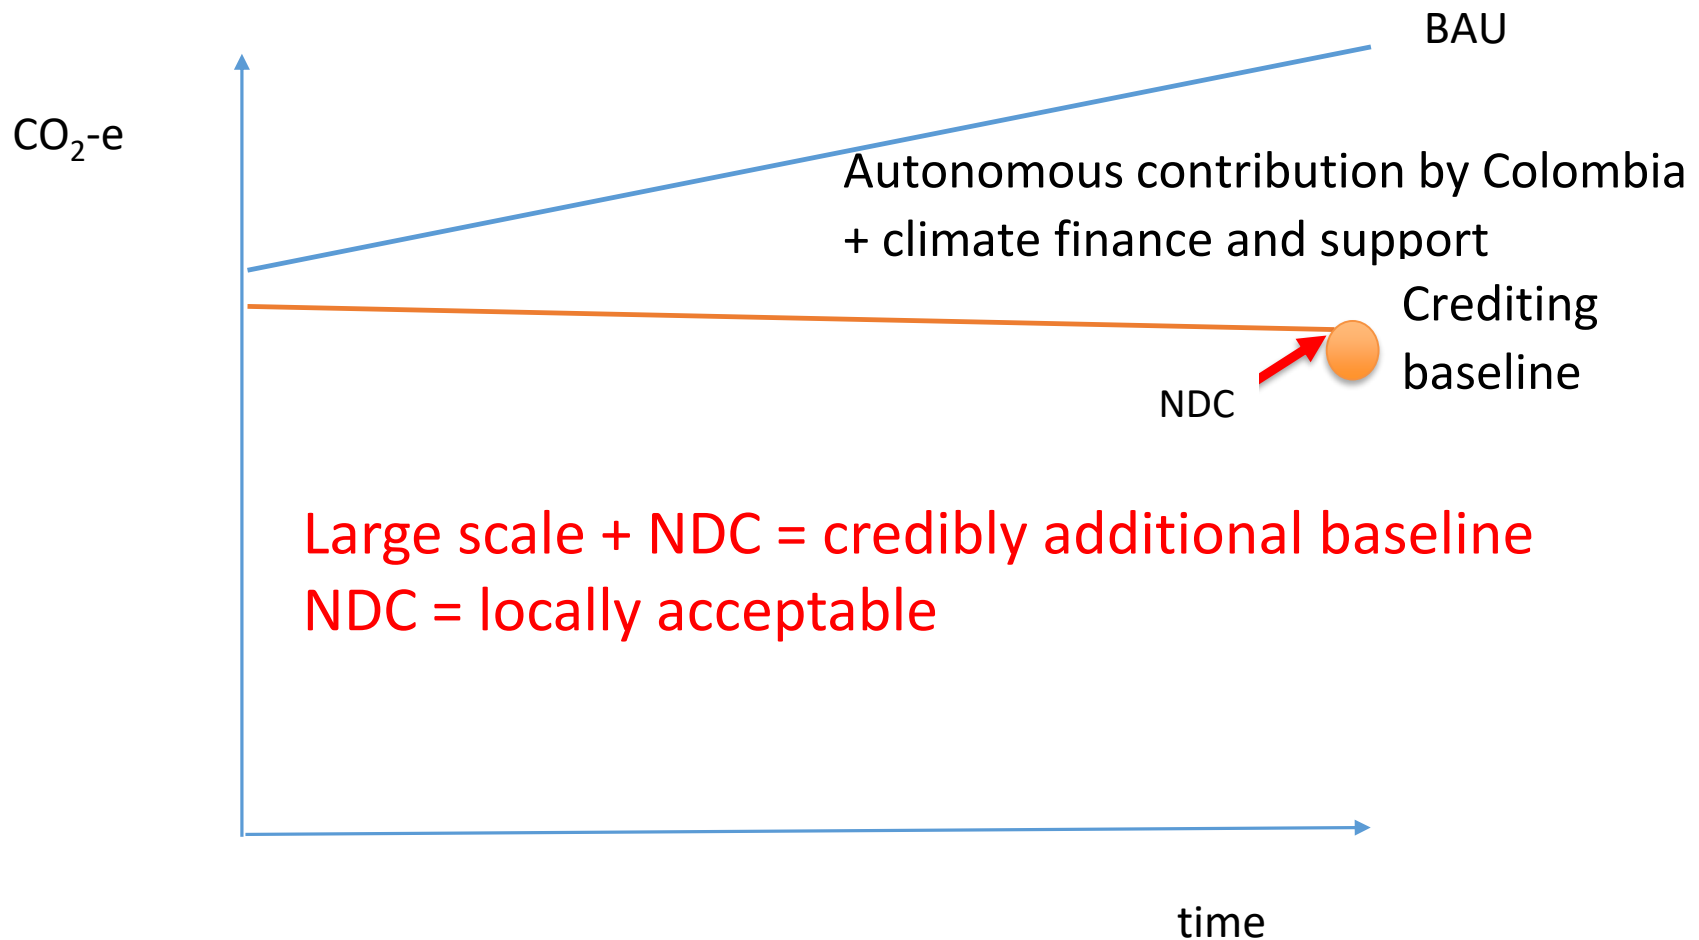 BAU
CO₂-e
Autonomous contribution by Colombia
+ climate finance and support
Crediting
baseline
NDC
Large scale + NDC = credibly additional baseline
NDC = locally acceptable
time